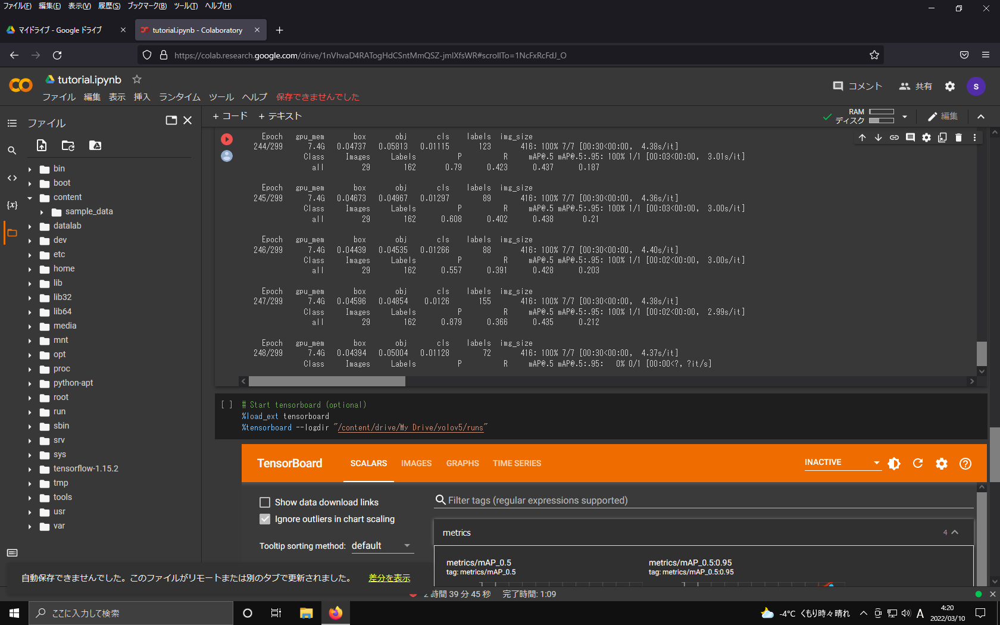 ファイル(F) 編集(E) 表示(V) 履歴(S) ブックマーク(B) ツール(T) ヘルプ(H)
マイドライブ - Google ドライブ
tutorial.ipynb - Colaboratory
https://colab.research.google.com/drive/1nVhvaD4RATogHdCSntMmQSZ-jmlXfsWR#scrollTo=1NcFxRcFdJ_O
tutorial.ipynb
コメント
共有
S
ファイル 編集 表示 挿入 ランタイム ツール ヘルプ 保存できませんでした
ファイル
+ コード + テキスト
RAM
ディスク
編集
bin
boot
content
sample_data
datalab
dev
etc
home
lib
lib32
lib64
media
mnt
opt
proc
python-apt
root
run
sbin
srv
sys
tensorflow-1.15.2
tmp
tools
usr
var
Epoch gpu_mem box obj cls labels img_size
244/299 7.4G 0.04737 0.05813 0.01115 123 416: 100% 7/7 [00:30<00:00, 4.38s/it]
Class Images Labels P R mAP@.5 mAP@.5:.95: 100% 1/1 [00:03<00:00, 3.01s/it]
all 29 162 0.79 0.423 0.437 0.187
Epoch gpu_mem box obj cls labels img_size
245/299 7.4G 0.04673 0.04967 0.01297 89 416: 100% 7/7 [00:30<00:00, 4.36s/it]
Class Images Labels P R mAP@.5 mAP@.5:.95: 100% 1/1 [00:03<00:00, 3.00s/it]
all 29 162 0.608 0.402 0.438 0.21
Epoch gpu_mem box obj cls labels img_size
246/299 7.4G 0.04439 0.04535 0.01266 88 416: 100% 7/7 [00:30<00:00, 4.40s/it]
Class Images Labels P R mAP@.5 mAP@.5:.95: 100% 1/1 [00:02<00:00, 3.00s/it]
all 29 162 0.557 0.391 0.428 0.203
Epoch gpu_mem box obj cls labels img_size
247/299 7.4G 0.04596 0.04854 0.0126 155 416: 100% 7/7 [00:30<00:00, 4.38s/it]
Class Images Labels P R mAP@.5 mAP@.5:.95: 100% 1/1 [00:02<00:00, 2.99s/it]
all 29 162 0.879 0.366 0.435 0.212
Epoch gpu_mem box obj cls labels img_size
248/299 7.4G 0.04394 0.05004 0.01128 72 416: 100% 7/7 [00:30<00:00, 4.37s/it]
Class Images Labels P R mAP@.5 mAP@.5:.95: 0% 0/1 [00:00<?, ?it/s]
[ ] # Start tensorboard (optional)
%load_ext tensorboard
%tensorboard --logdir "/content/drive/My Drive/yolov5/runs"
TensorBoard SCALARS IMAGES GRAPHS TIME SERIES INACTIVE
Show data download links
Ignore outliers in chart scaling
Tooltip sorting method: default
Filter tags (regular expressions supported)
metrics 4
metrics/mAP_0.5
tag: metrics/mAP_0.5
metrics/mAP_0.5:0.95
tag: metrics/mAP_0.5:0.95
自動保存できませんでした。このファイルがリモートまたは別のタブで更新されました。 差分を表示
2 時間 39 分 45 秒 完了時間: 1:09
ここに入力して検索
-4°C くもり時々晴れ
A
4:20
2022/03/10